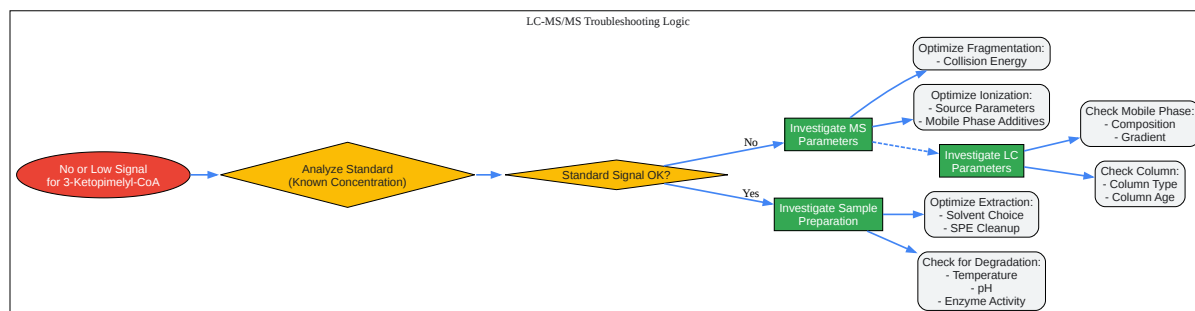 LC-MS/MS Troubleshooting Logic
No or Low Signal
for 3-Ketopimelyl-CoA
Analyze Standard
(Known Concentration)
Standard Signal OK?
No
Yes
Investigate MS
Parameters
Optimize Fragmentation:
- Collision Energy
Optimize Ionization:
- Source Parameters
- Mobile Phase Additives
Investigate LC
Parameters
Check Mobile Phase:
- Composition
- Gradient
Check Column:
- Column Type
- Column Age
Investigate Sample
Preparation
Optimize Extraction:
- Solvent Choice
- SPE Cleanup
Check for Degradation:
- Temperature
- pH
- Enzyme Activity